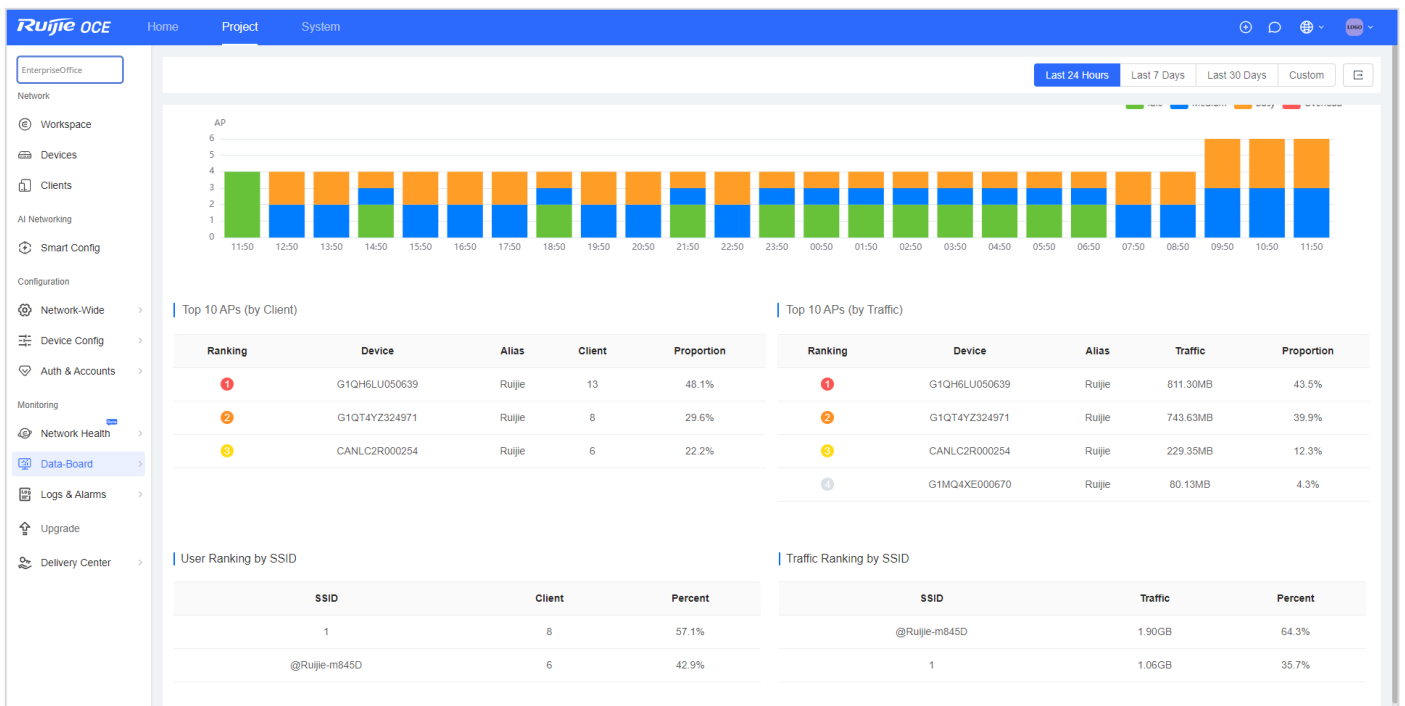 Ruijie OCE Home Project System LOGO
EnterpriseOffice
Last 24 Hours Last 7 Days Last 30 Days Custom
Network
Workspace
Devices
Clients
AI Networking
Smart Config
Configuration
Network-Wide
Device Config
Auth & Accounts
Monitoring
Beta
Network Health
Data-Board
Logs & Alarms
Upgrade
Delivery Center
Idle Medium Busy Overload
AP
6
5
4
3
2
1
0
11:50 12:50 13:50 14:50 15:50 16:50 17:50 18:50 19:50 20:50 21:50 22:50 23:50 00:50 01:50 02:50 03:50 04:50 05:50 06:50 07:50 08:50 09:50 10:50 11:50
Top 10 APs (by Client)
Ranking Device Alias Client Proportion
1 G1QH6LU050639 Ruijie 13 48.1%
2 G1QT4YZ324971 Ruijie 8 29.6%
3 CANLC2R000254 Ruijie 6 22.2%
Top 10 APs (by Traffic)
Ranking Device Alias Traffic Proportion
1 G1QH6LU050639 Ruijie 811.30MB 43.5%
2 G1QT4YZ324971 Ruijie 743.63MB 39.9%
3 CANLC2R000254 Ruijie 229.35MB 12.3%
4 G1MQ4XE000670 Ruijie 80.13MB 4.3%
User Ranking by SSID
SSID Client Percent
1 8 57.1%
@Ruijie-m845D 6 42.9%
Traffic Ranking by SSID
SSID Traffic Percent
@Ruijie-m845D 1.90GB 64.3%
1 1.06GB 35.7%